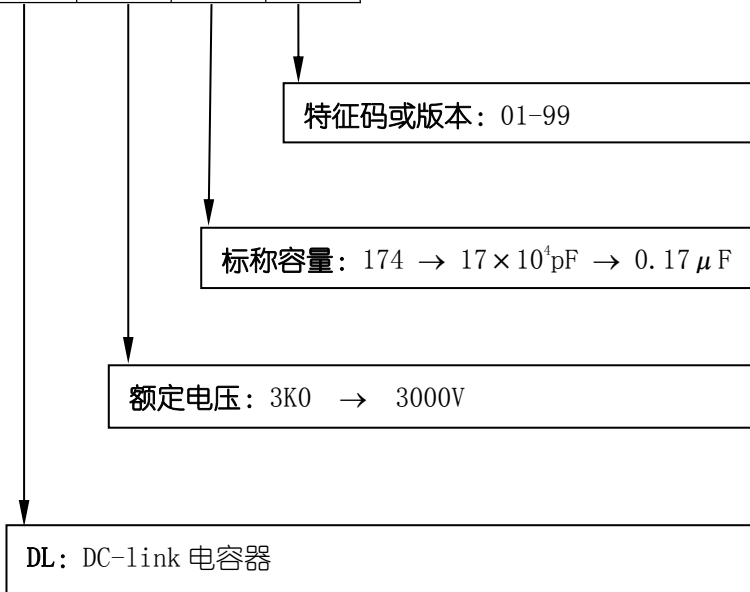 特征码或版本：01-99
标称容量：174 → 17×10⁴pF → 0.17μF
额定电压：3K0 → 3000V
DL：DC-link 电容器